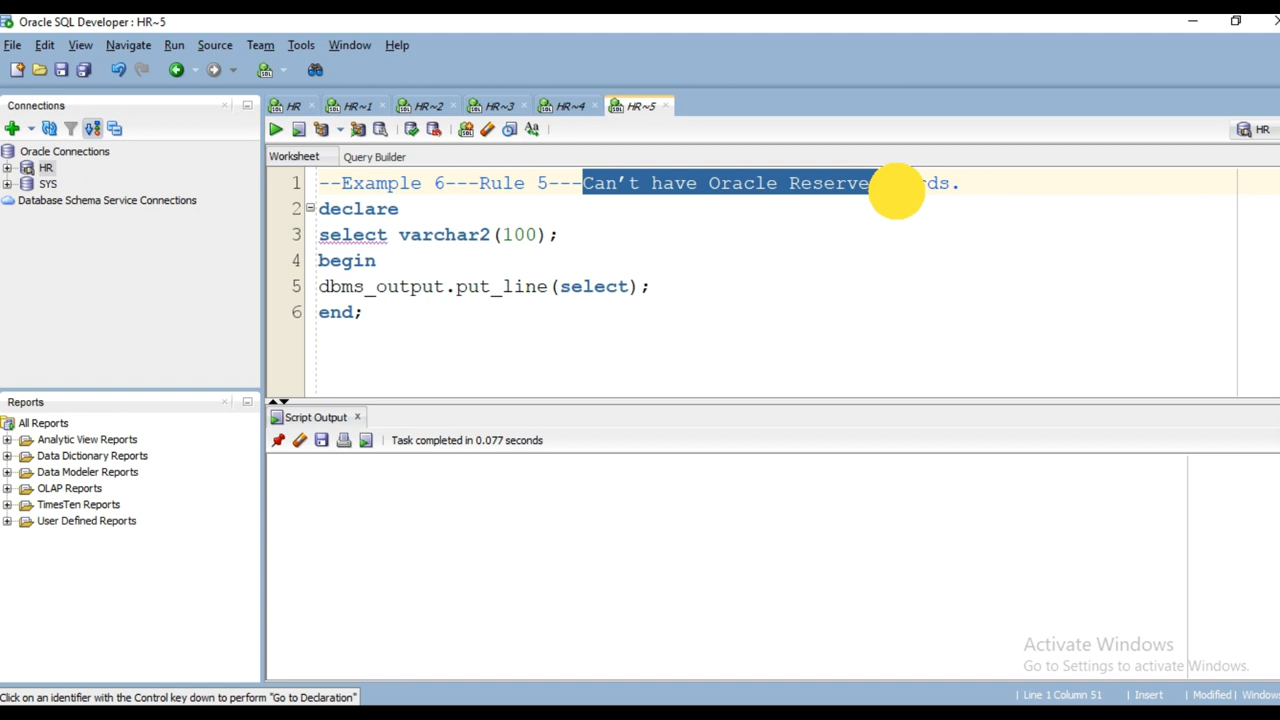 Oracle SQL Developer : HR~5
File Edit View Navigate Run Source Team Tools Window Help
Connections
HR HR~1 HR~2 HR~3 HR~4 HR~5
Oracle Connections
HR
SYS
Database Schema Service Connections
HR
Worksheet Query Builder
1 --Example 6---Rule 5---Can't have Oracle Reserve ds.
2 declare
3 select varchar2(100);
4 begin
5 dbms_output.put_line(select);
6 end;
Reports
All Reports
Analytic View Reports
Data Dictionary Reports
Data Modeler Reports
OLAP Reports
TimesTen Reports
User Defined Reports
Script Output
Task completed in 0.077 seconds
Activate Windows
Go to Settings to activate Windows.
Click on an identifier with the Control key down to perform "Go to Declaration"
Line 1 Column 51 Insert Modified Windows